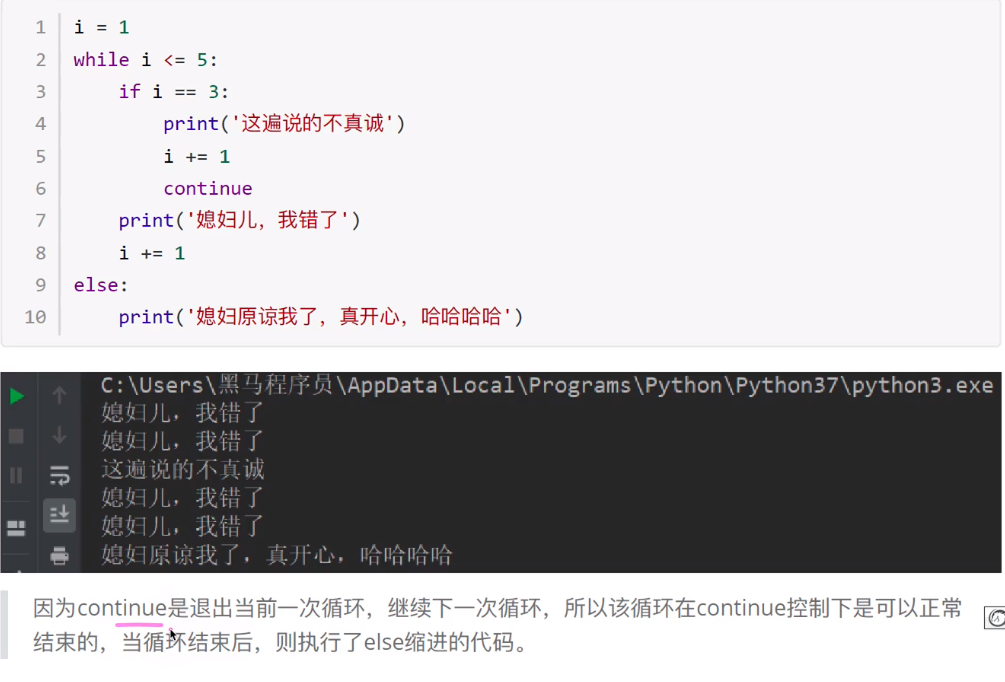 1 i = 1
2 while i <= 5:
3     if i == 3:
4         print('这遍说的不真诚')
5         i += 1
6         continue
7     print('媳妇儿，我错了')
8     i += 1
9 else:
10     print('媳妇原谅我了，真开心，哈哈哈哈')
C:\Users\黑马程序员\AppData\Local\Programs\Python\Python37\python3.exe
媳妇儿，我错了
媳妇儿，我错了
这遍说的不真诚
媳妇儿，我错了
媳妇儿，我错了
媳妇原谅我了，真开心，哈哈哈哈
因为continue是退出当前一次循环，继续下一次循环，所以该循环在continue控制下是可以正常
结束的，当循环结束后，则执行了else缩进的代码。